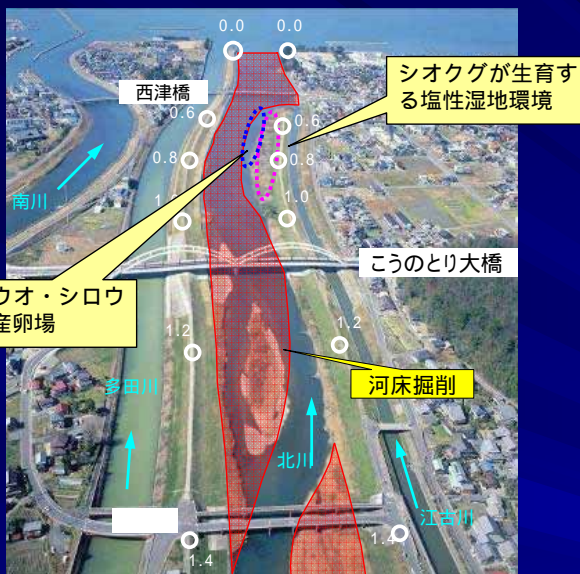 0.0
0.0
シオクグが生育す
る塩性湿地環境
西津橋
0.6
0.6
0.8
0.8
南川
1.0
こうのとり大橋
ウオ・シロウ
産卵場
1.2
1.2
河床掘削
多田川
北川
江古川
1.4
1.4